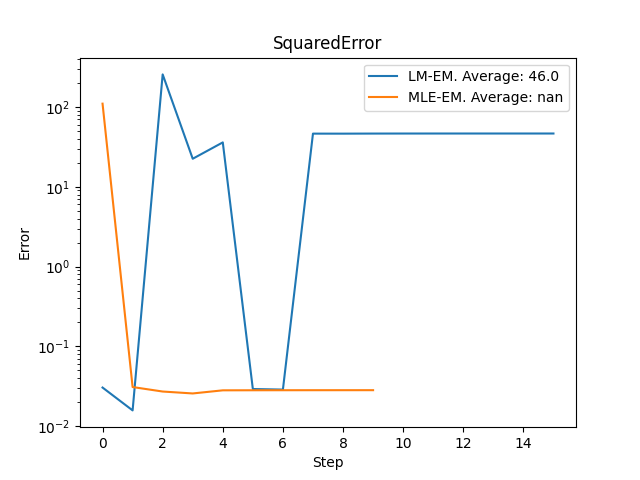 SquaredError
LM-EM. Average: 46.0
MLE-EM. Average: nan
Error
10²
10¹
10⁰
10⁻¹
10⁻²
0 2 4 6 8 10 12 14
Step